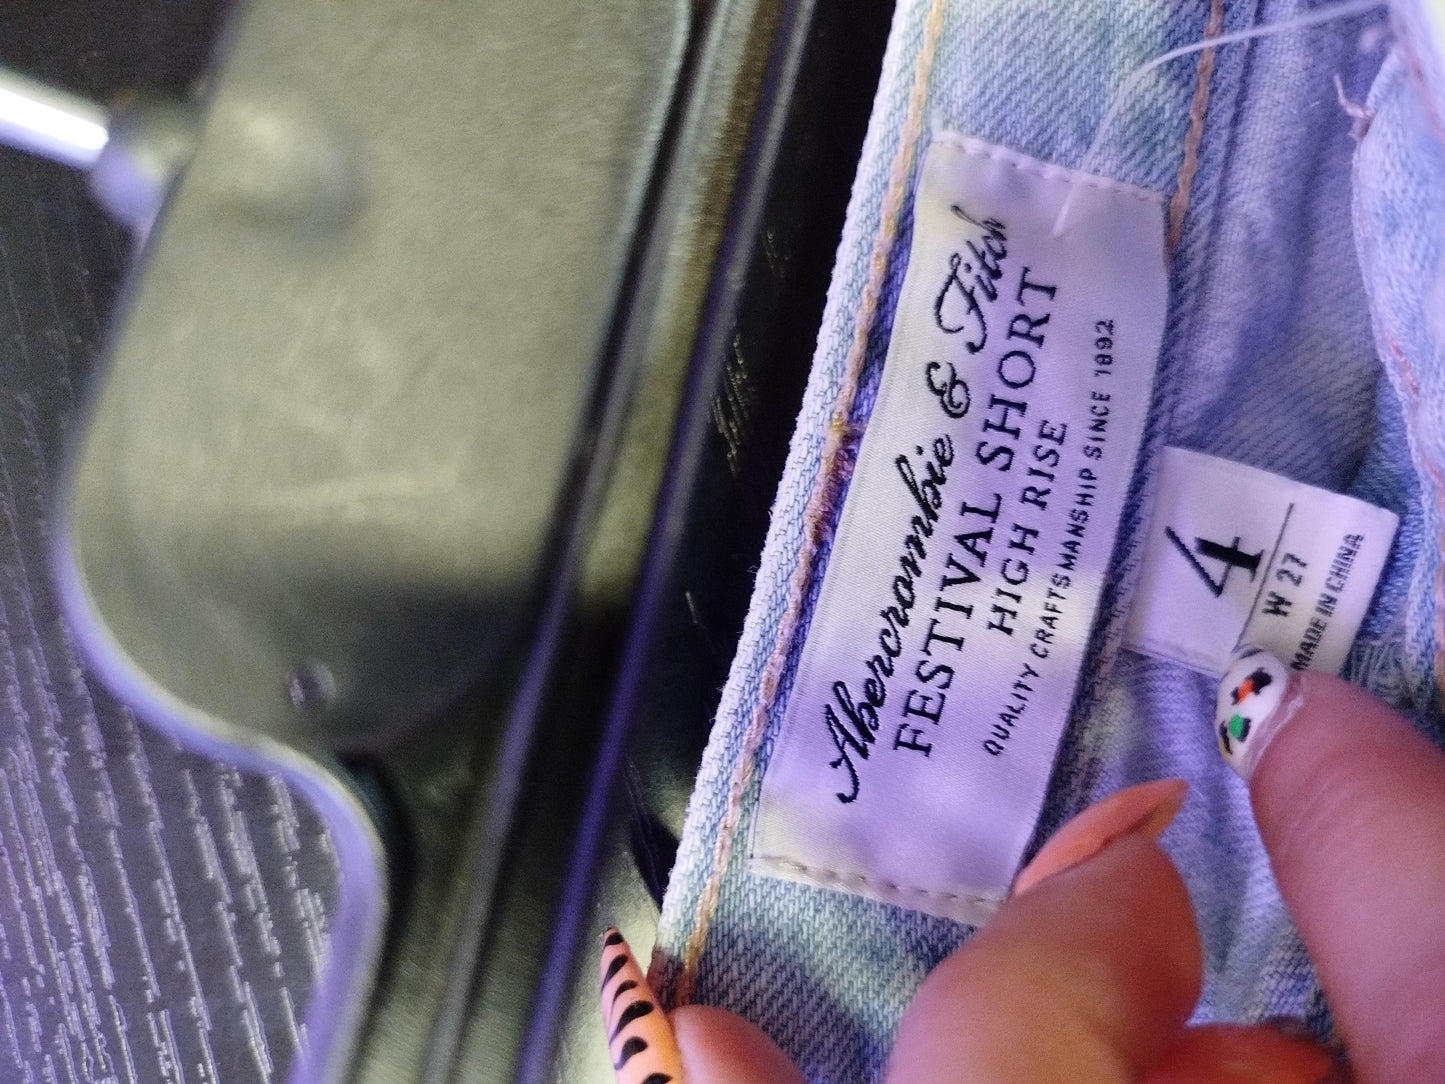 Abercrombie & Fitch
FESTIVAL SHORT
HIGH RISE
QUALITY CRAFTSMANSHIP SINCE 1892
4
W 27
MADE IN CHINA